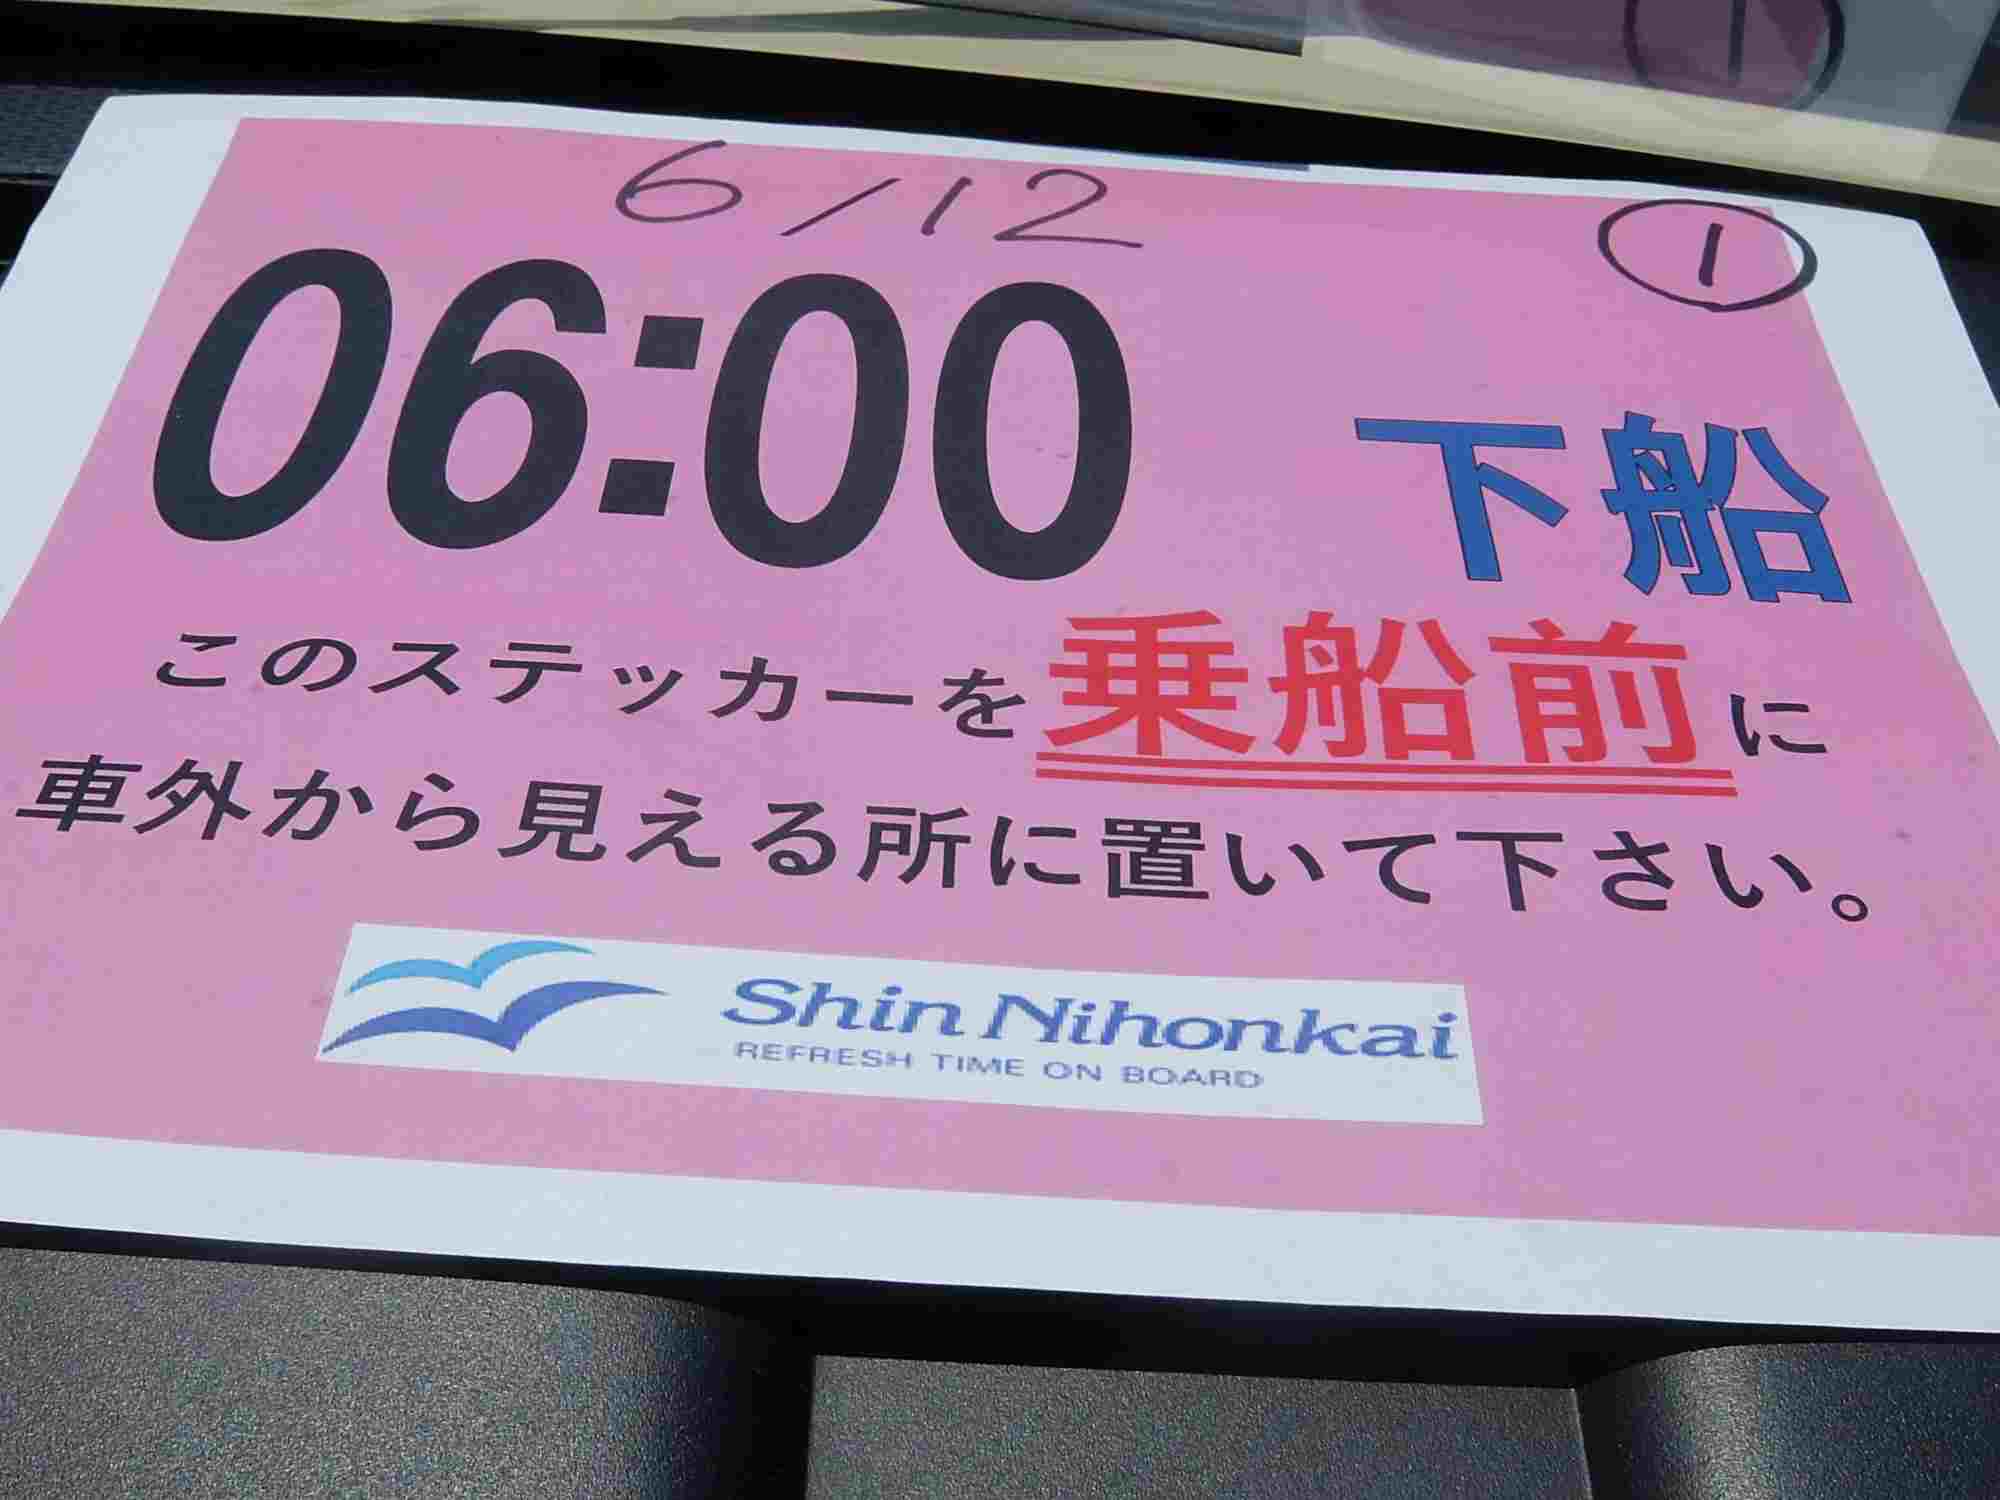 6/12 ①
06:00 下船
このステッカーを乗船前に
車外から見える所に置いて下さい。
Shin Nihonkai
REFRESH TIME ON BOARD